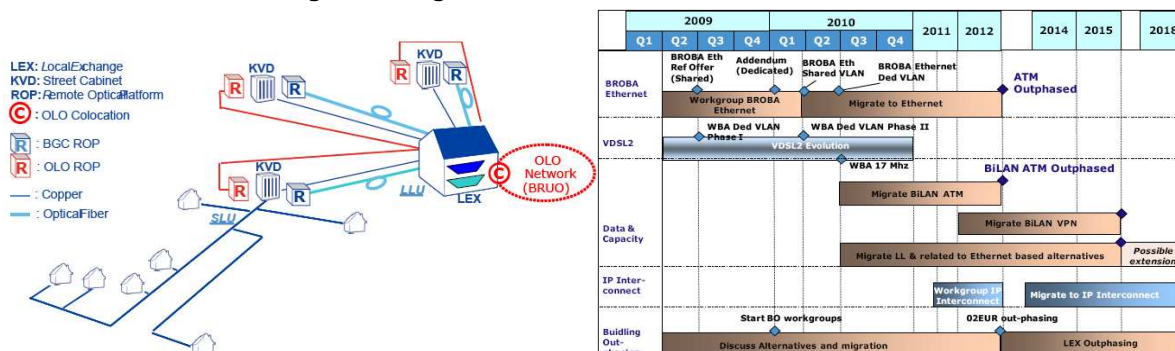 KVD
R
R
KVD
R
R
LEX: LocalExchange
KVD: Street Cabinet
ROP: Remote OpticalPlatform
C : OLO Colocation
R : BGC ROP
R : OLO ROP
: Copper
: OpticalFiber
KVD
R
R
SLU
LLU
LEX
C
OLO
Network
(BRUO)
2009
2010
2011
2012
2014
2015
2018
Q1
Q2
Q3
Q4
Q1
Q2
Q3
Q4
BROBA
Ethernet
BROBA Eth
Ref Offer
(Shared)
Addendum
(Dedicated)
BROBA Eth
Shared VLAN
BROBA Ethernet
Ded VLAN
ATM
Outphased
Workgroup BROBA
Ethernet
Migrate to Ethernet
VDSL2
WBA Ded VLAN
Phase I
WBA Ded VLAN Phase II
VDSL2 Evolution
WBA 17 Mhz
BiLAN ATM Outphased
Migrate BiLAN ATM
Migrate BiLAN VPN
Data &
Capacity
Migrate LL & related to Ethernet based alternatives
Possible
extension
IP Inter-
connect
Workgroup IP
Interconnect
Migrate to IP Interconnect
Start BO workgroups
02EUR out-phasing
Buidling
Out-
Discuss Alternatives and migration
LEX Outphasing